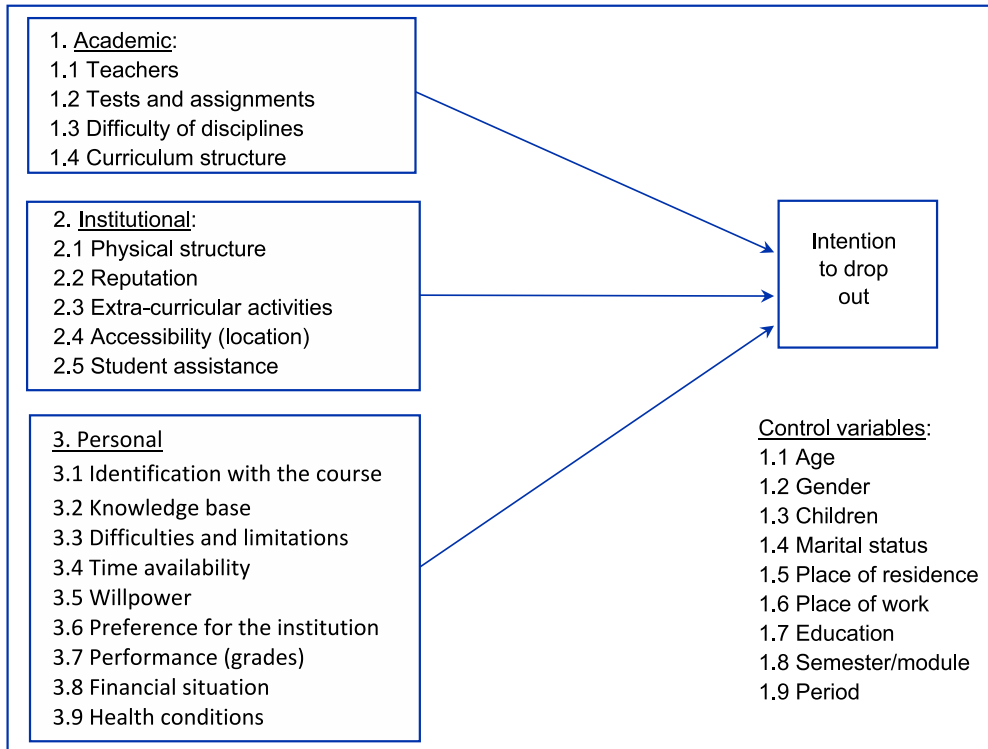 1. Academic:
1.1 Teachers
1.2 Tests and assignments
1.3 Difficulty of disciplines
1.4 Curriculum structure
2. Institutional:
2.1 Physical structure
2.2 Reputation
2.3 Extra-curricular activities
2.4 Accessibility (location)
2.5 Student assistance
3. Personal
3.1 Identification with the course
3.2 Knowledge base
3.3 Difficulties and limitations
3.4 Time availability
3.5 Willpower
3.6 Preference for the institution
3.7 Performance (grades)
3.8 Financial situation
3.9 Health conditions
Intention
to drop
out
Control variables:
1.1 Age
1.2 Gender
1.3 Children
1.4 Marital status
1.5 Place of residence
1.6 Place of work
1.7 Education
1.8 Semester/module
1.9 Period